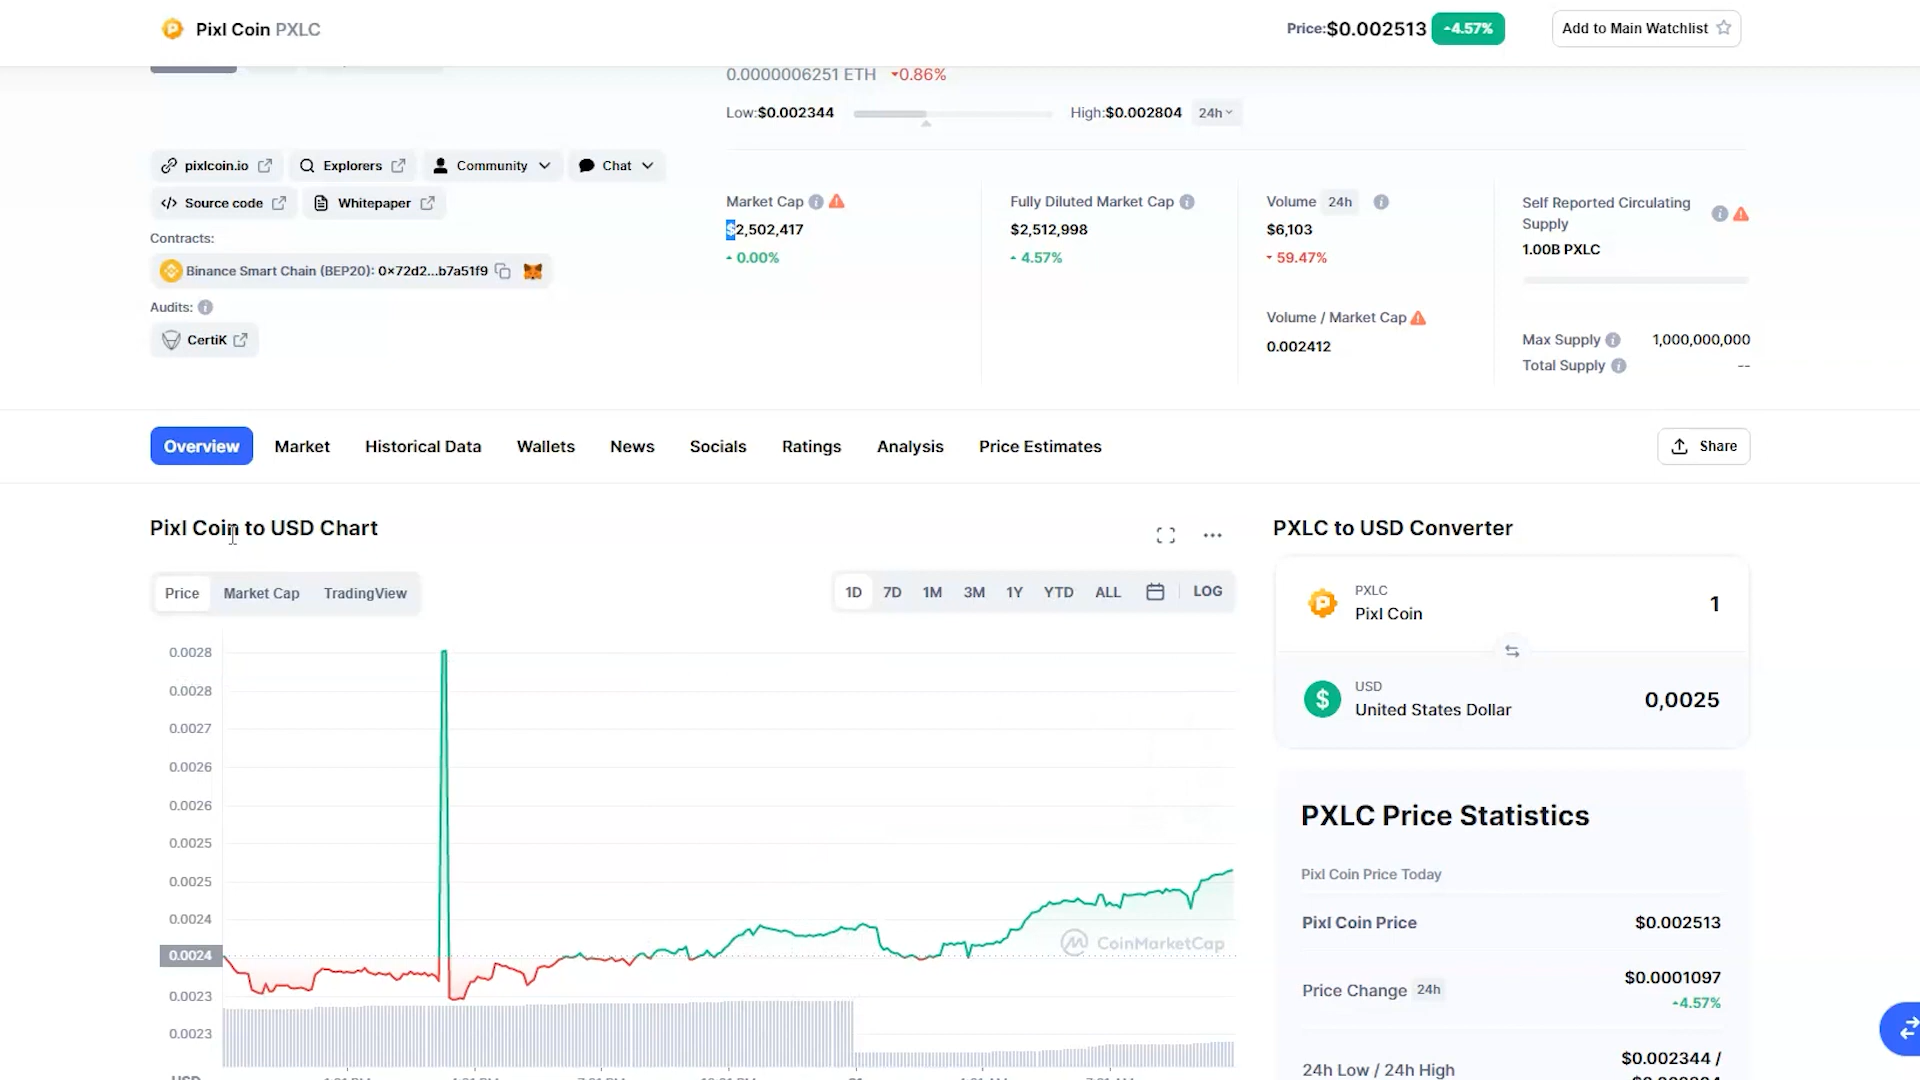 Pixl Coin PXLC
Price:$0.002513
4.57%
Add to Main Watchlist
0.0000006251 ETH
0.86%
Low:$0.002344
High:$0.002804
24h
pixlcoin.io
Explorers
Community
Chat
Source code
Whitepaper
Contracts:
Binance Smart Chain (BEP20): 0x72d2...b7a51f9
Audits:
CertiK
Market Cap
$2,502,417
0.00%
Fully Diluted Market Cap
$2,512,998
4.57%
Volume 24h
$6,103
59.47%
Volume / Market Cap
0.002412
Self Reported Circulating
Supply
1.00B PXLC
Max Supply 1,000,000,000
Total Supply --
Overview Market Historical Data Wallets News Socials Ratings Analysis Price Estimates
Share
Pixl Coin to USD Chart
Price Market Cap TradingView
1D 7D 1M 3M 1Y YTD ALL LOG
0.0028
0.0028
0.0027
0.0026
0.0026
0.0025
0.0025
0.0024
0.0024
0.0023
0.0023
CoinMarketCap
USD
PXLC to USD Converter
PXLC
Pixl Coin
1
USD
United States Dollar
0,0025
PXLC Price Statistics
Pixl Coin Price Today
Pixl Coin Price
$0.002513
Price Change 24h
$0.0001097
4.57%
24h Low / 24h High
$0.002344 /